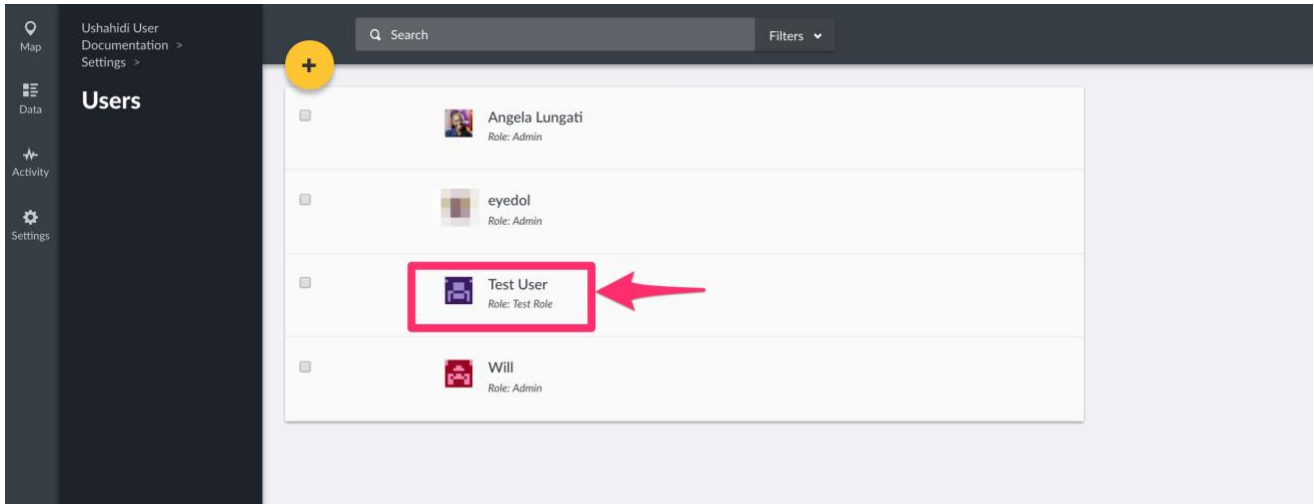 Map
Data
Activity
Settings
Ushahidi User
Documentation >
Settings >
Users
+
Search
Filters
Angela Lungati
Role: Admin
eyedol
Role: Admin
Test User
Role: Test Role
Will
Role: Admin